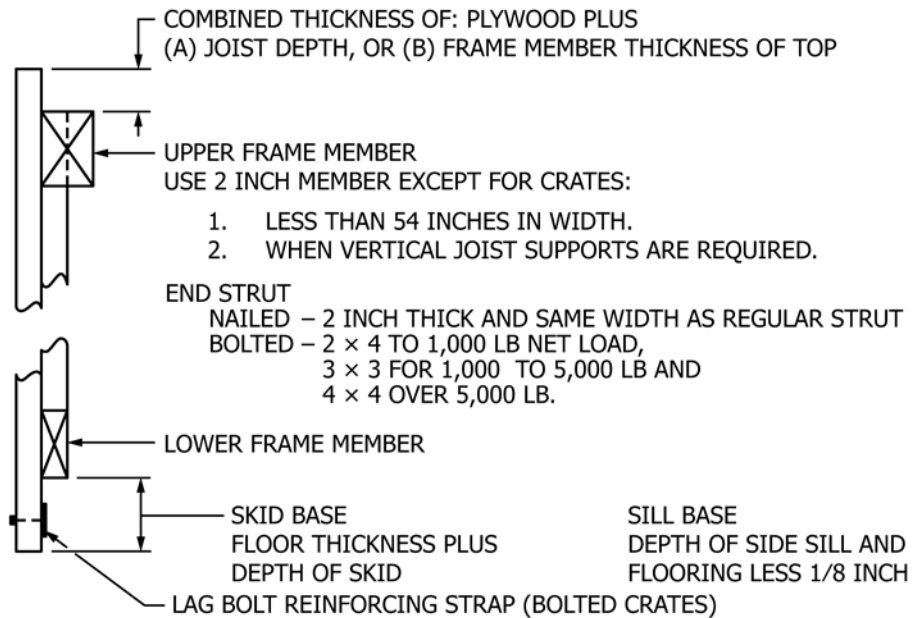 COMBINED THICKNESS OF: PLYWOOD PLUS
(A) JOIST DEPTH, OR (B) FRAME MEMBER THICKNESS OF TOP
UPPER FRAME MEMBER
USE 2 INCH MEMBER EXCEPT FOR CRATES:
1. LESS THAN 54 INCHES IN WIDTH.
2. WHEN VERTICAL JOIST SUPPORTS ARE REQUIRED.
END STRUT
NAILED – 2 INCH THICK AND SAME WIDTH AS REGULAR STRUT
BOLTED – 2 × 4 TO 1,000 LB NET LOAD,
3 × 3 FOR 1,000 TO 5,000 LB AND
4 × 4 OVER 5,000 LB.
LOWER FRAME MEMBER
SKID BASE
FLOOR THICKNESS PLUS
DEPTH OF SKID
SILL BASE
DEPTH OF SIDE SILL AND
FLOORING LESS 1/8 INCH
LAG BOLT REINFORCING STRAP (BOLTED CRATES)